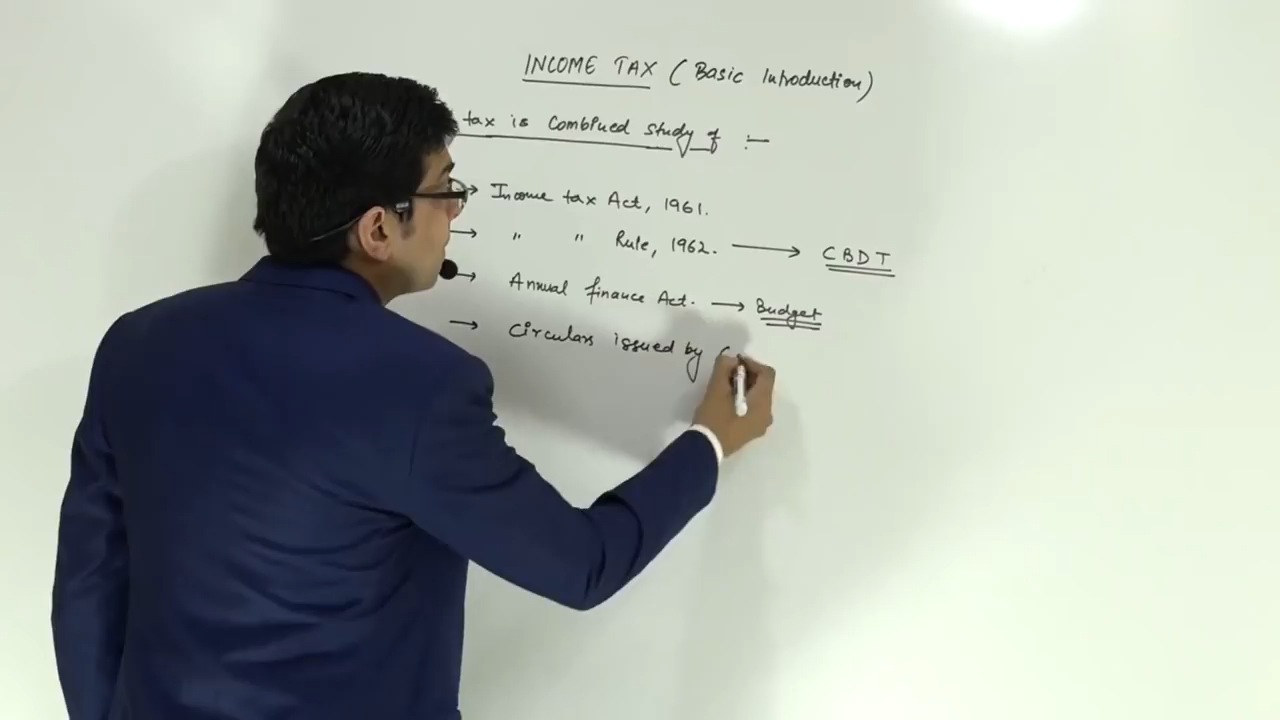 INCOME TAX (Basic Introduction)
tax is Combined study of :-
→ Income tax Act, 1961.
→ " " Rule, 1962. → CBDT
→ Annual finance Act. → Budget
→ Circulars issued by C